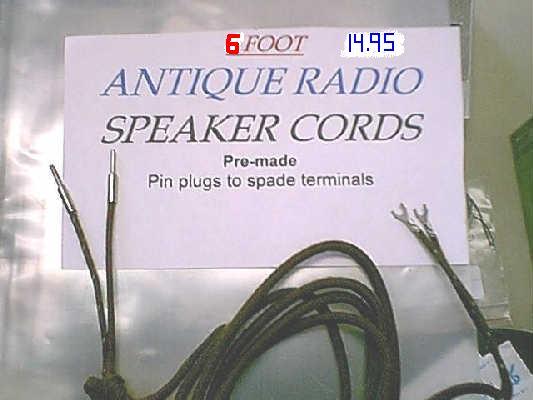 6 FOOT 14.95
ANTIQUE RADIO
SPEAKER CORDS
Pre-made
Pin plugs to spade terminals